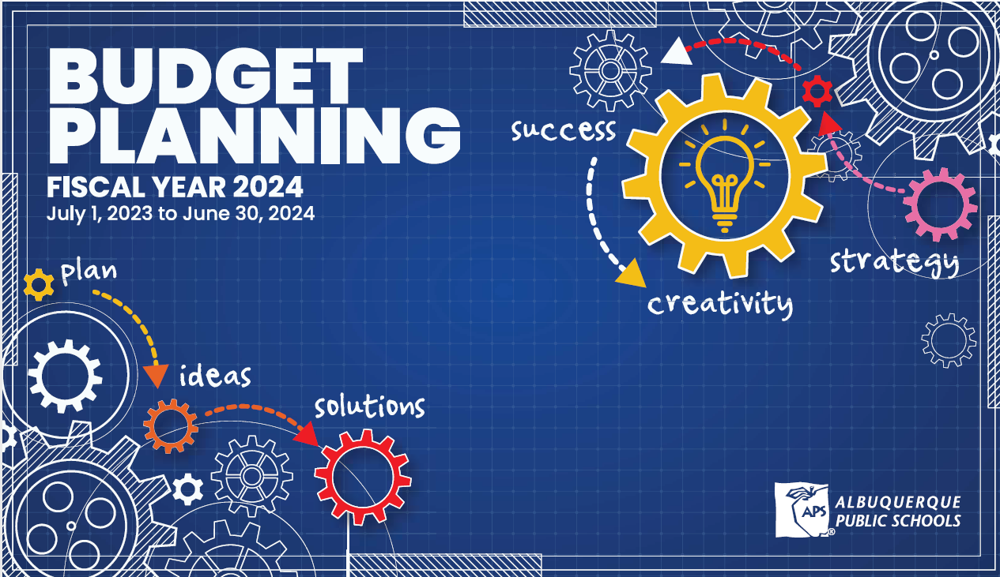 BUDGET
PLANNING
FISCAL YEAR 2024
July 1, 2023 to June 30, 2024
success
strategy
creativity
plan
ideas
solutions
APS®
ALBUQUERQUE
PUBLIC SCHOOLS